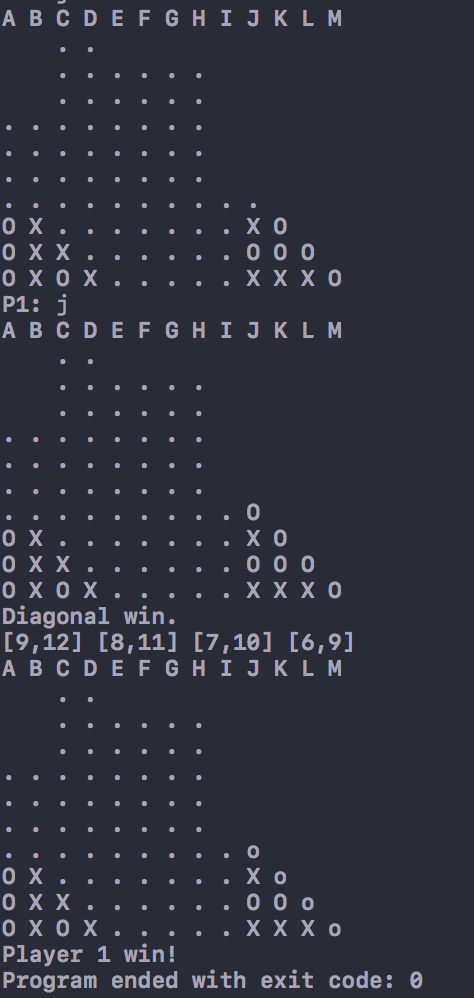 A B C D E F G H I J K L M
    . .
    . . . . . .
    . . . . . .
. . . . . . . .
. . . . . . . .
. . . . . . . .
. . . . . . . . . .
O X . . . . . . . X O
O X X . . . . . . O O O
O X O X . . . . . X X X O
P1: j
A B C D E F G H I J K L M
    . .
    . . . . . .
    . . . . . .
. . . . . . . .
. . . . . . . .
. . . . . . . .
. . . . . . . . . O
O X . . . . . . . X O
O X X . . . . . . O O O
O X O X . . . . . X X X O
Diagonal win.
[9,12] [8,11] [7,10] [6,9]
A B C D E F G H I J K L M
    . .
    . . . . . .
    . . . . . .
. . . . . . . .
. . . . . . . .
. . . . . . . .
. . . . . . . . . o
O X . . . . . . . X o
O X X . . . . . . O O o
O X O X . . . . . X X X o
Player 1 win!
Program ended with exit code: 0